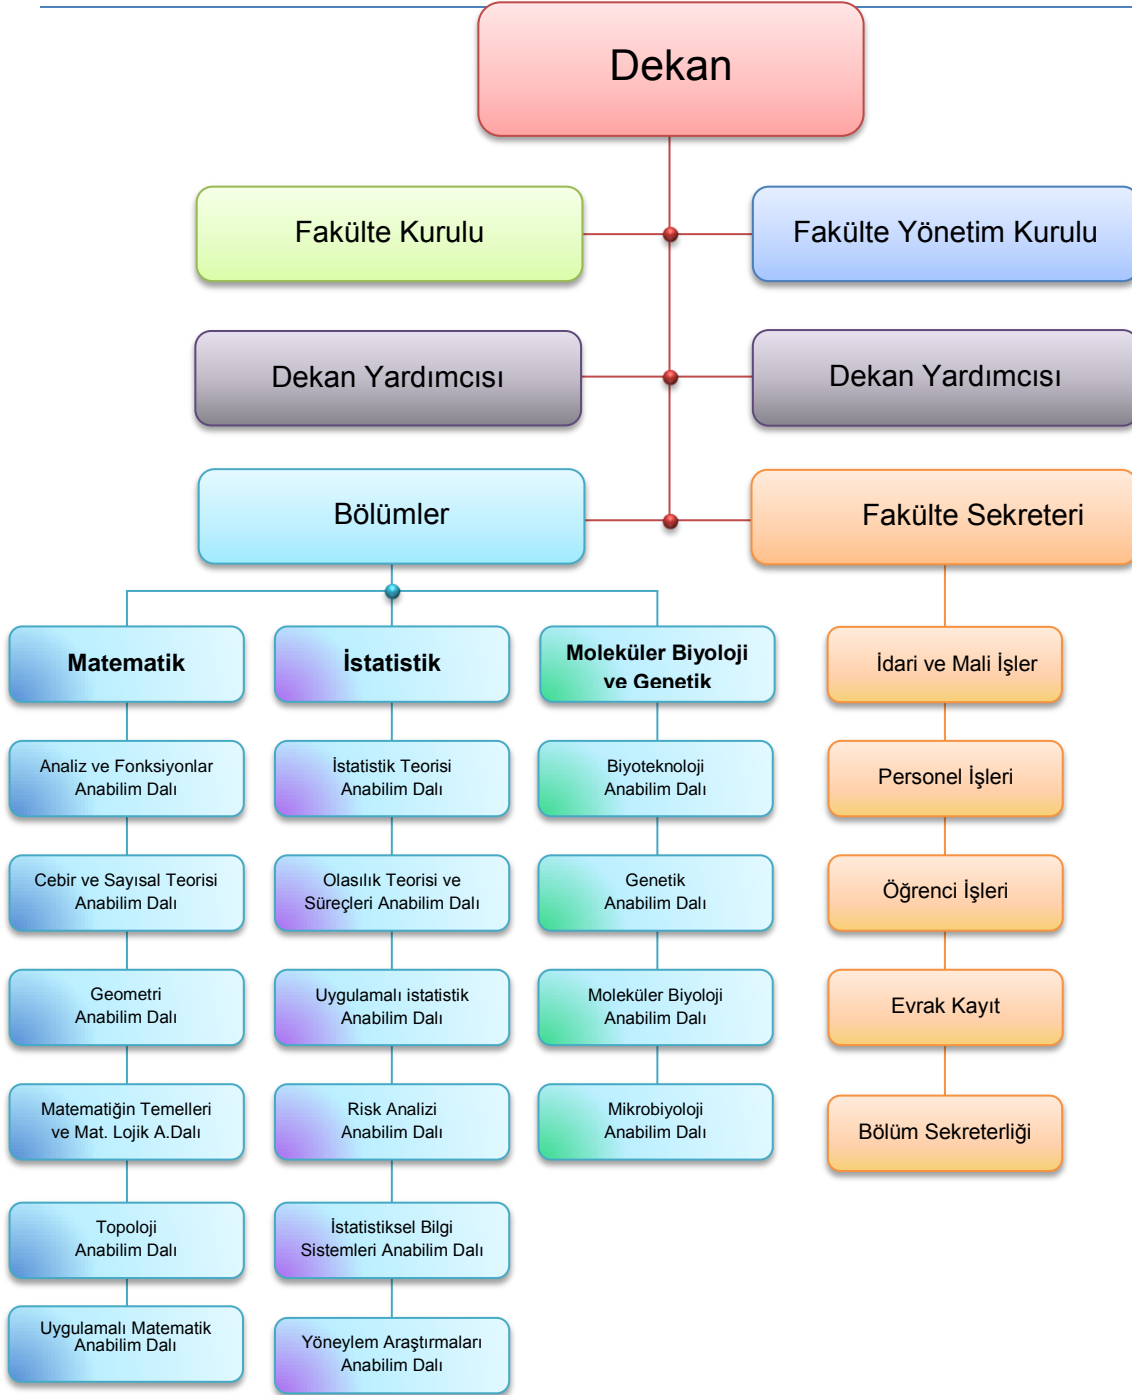 Dekan
Fakülte Kurulu
Fakülte Yönetim Kurulu
Dekan Yardımcısı
Dekan Yardımcısı
Bölümler
Fakülte Sekreteri
Matematik
İstatistik
Moleküler Biyoloji
ve Genetik
İdari ve Mali İşler
Analiz ve Fonksiyonlar
Anabilim Dalı
İstatistik Teorisi
Anabilim Dalı
Biyoteknoloji
Anabilim Dalı
Personel İşleri
Cebir ve Sayısal Teorisi
Anabilim Dalı
Olasılık Teorisi ve
Süreçleri Anabilim Dalı
Genetik
Anabilim Dalı
Öğrenci İşleri
Geometri
Anabilim Dalı
Uygulamalı istatistik
Anabilim Dalı
Moleküler Biyoloji
Anabilim Dalı
Evrak Kayıt
Matematiğin Temelleri
ve Mat. Lojik A.Dalı
Risk Analizi
Anabilim Dalı
Mikrobiyoloji
Anabilim Dalı
Bölüm Sekreterliği
Topoloji
Anabilim Dalı
İstatistiksel Bilgi
Sistemleri Anabilim Dalı
Uygulamalı Matematik
Anabilim Dalı
Yöneylem Araştırmaları
Anabilim Dalı